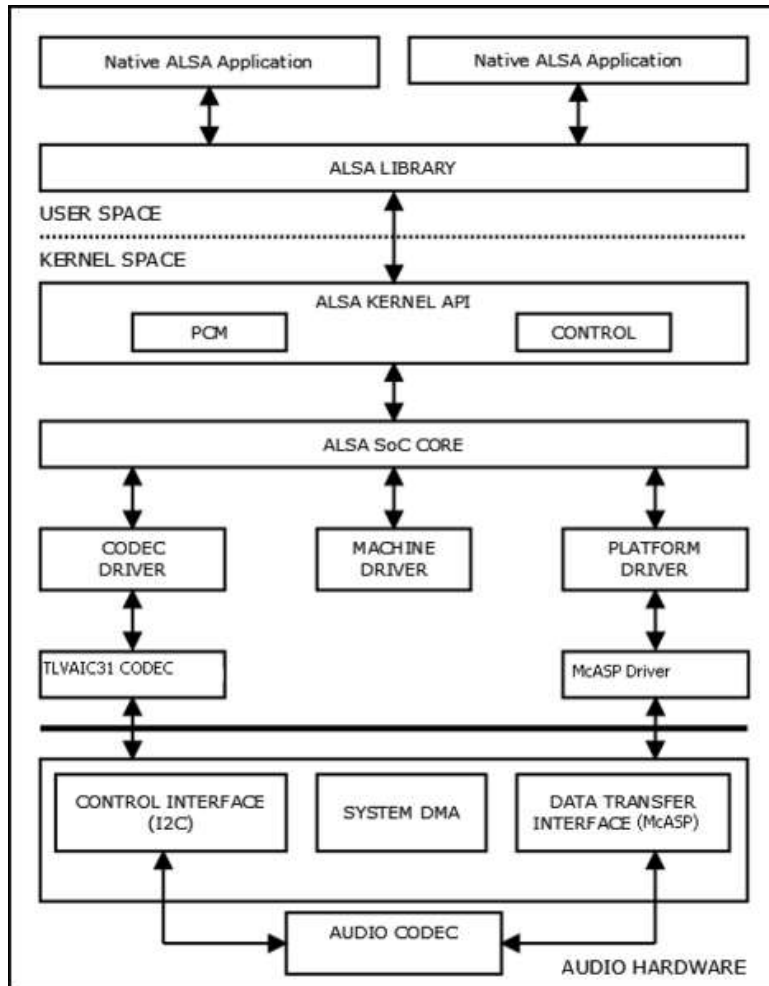 Native ALSA Application
Native ALSA Application
ALSA LIBRARY
USER SPACE
KERNEL SPACE
ALSA KERNEL API
PCM
CONTROL
ALSA SoC CORE
CODEC
DRIVER
MACHINE
DRIVER
PLATFORM
DRIVER
TLVAIC31 CODEC
McASP Driver
CONTROL INTERFACE
(I2C)
SYSTEM DMA
DATA TRANSFER
INTERFACE (McASP)
AUDIO CODEC
AUDIO HARDWARE